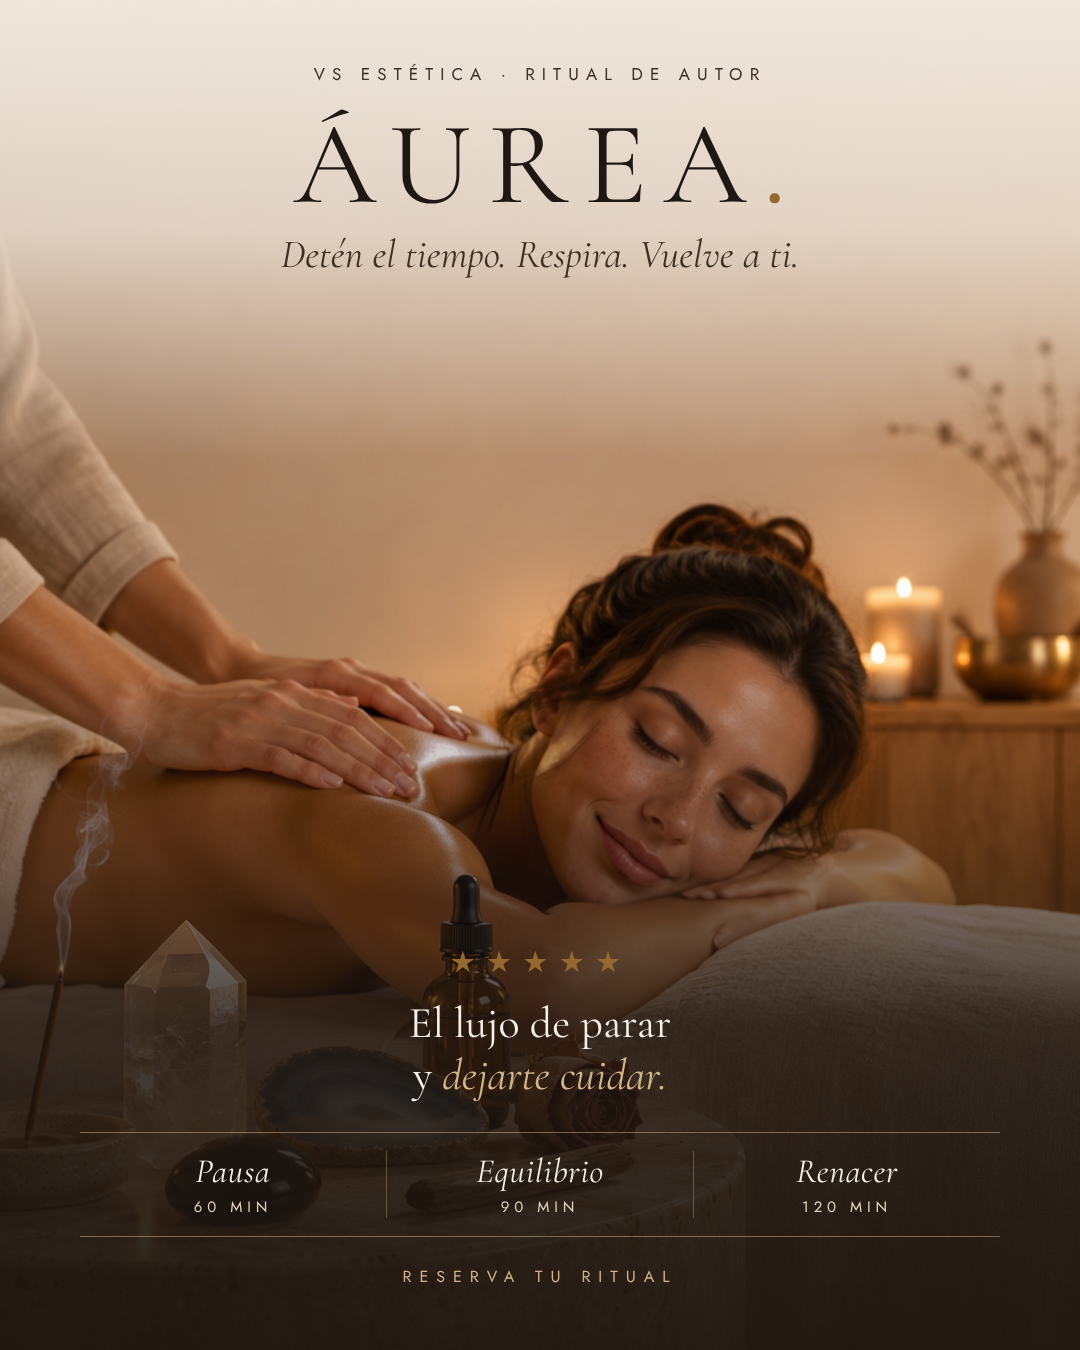 VS ESTÉTICA · RITUAL DE AUTOR
ÁUREA.
Detén el tiempo. Respira. Vuelve a ti.
★★★★★
El lujo de parar
y dejarte cuidar.
Pausa
60 MIN
Equilibrio
90 MIN
Renacer
120 MIN
RESERVA TU RITUAL